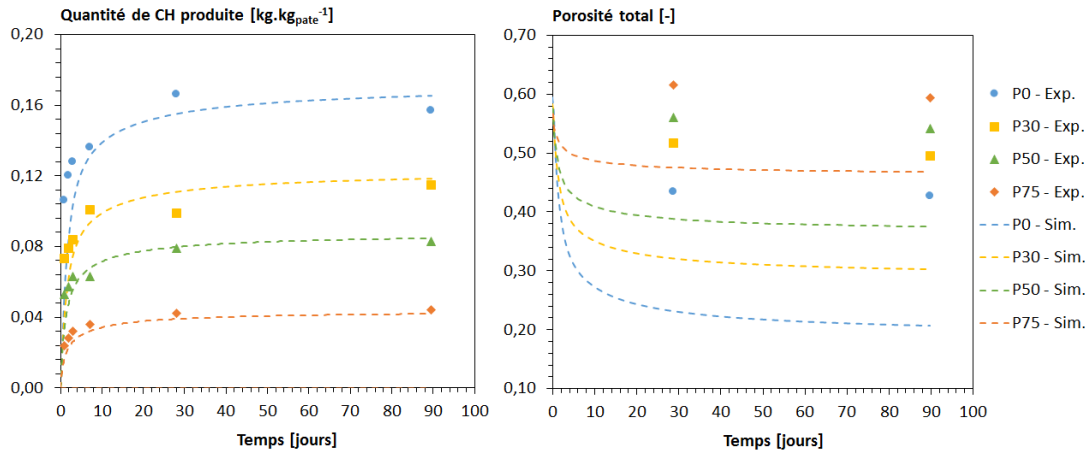 Quantité de CH produite [kg.kgpate-1]
0,20
0,16
0,12
0,08
0,04
0,00
0 10 20 30 40 50 60 70 80 90 100
Temps [jours]
Porosité total [-]
0,70
0,60
0,50
0,40
0,30
0,20
0,10
0 10 20 30 40 50 60 70 80 90 100
Temps [jours]
P0 - Exp.
P30 - Exp.
P50 - Exp.
P75 - Exp.
P0 - Sim.
P30 - Sim.
P50 - Sim.
P75 - Sim.